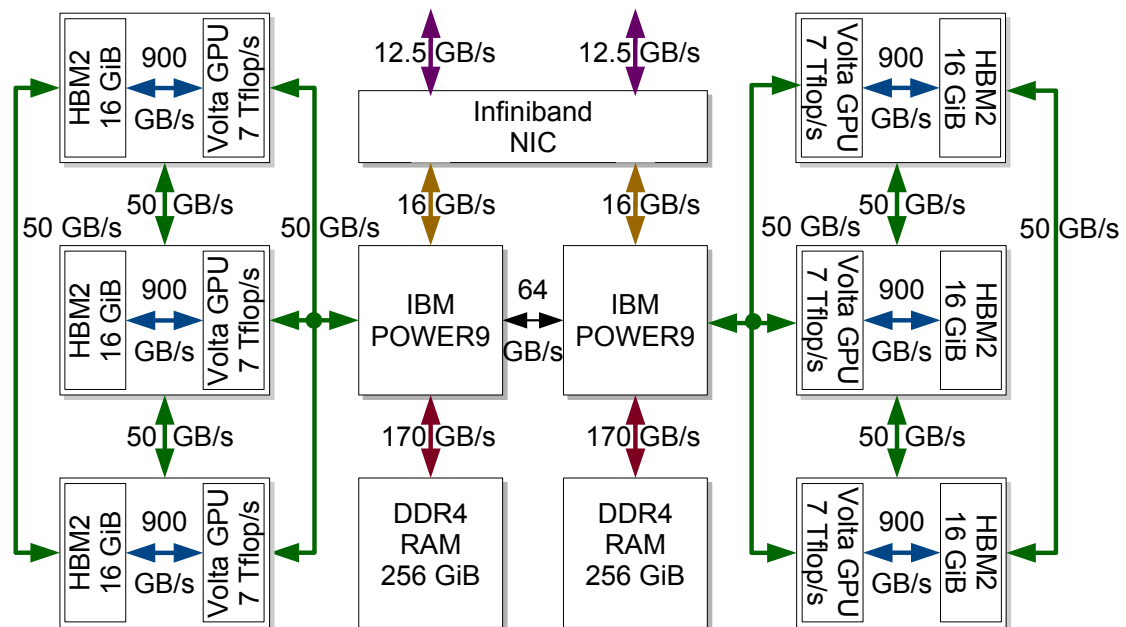 HBM2
16 GiB
900
GB/s
Volta GPU
7 Tflop/s
12.5 GB/s
12.5 GB/s
Infiniband
NIC
Volta GPU
7 Tflop/s
900
GB/s
HBM2
16 GiB
50 GB/s
50 GB/s
50 GB/s
16 GB/s
16 GB/s
50 GB/s
50 GB/s
50 GB/s
HBM2
16 GiB
900
GB/s
Volta GPU
7 Tflop/s
IBM
POWER9
64
GB/s
IBM
POWER9
Volta GPU
7 Tflop/s
900
GB/s
HBM2
16 GiB
50 GB/s
170 GB/s
170 GB/s
50 GB/s
HBM2
16 GiB
900
GB/s
Volta GPU
7 Tflop/s
DDR4
RAM
256 GiB
DDR4
RAM
256 GiB
Volta GPU
7 Tflop/s
900
GB/s
HBM2
16 GiB